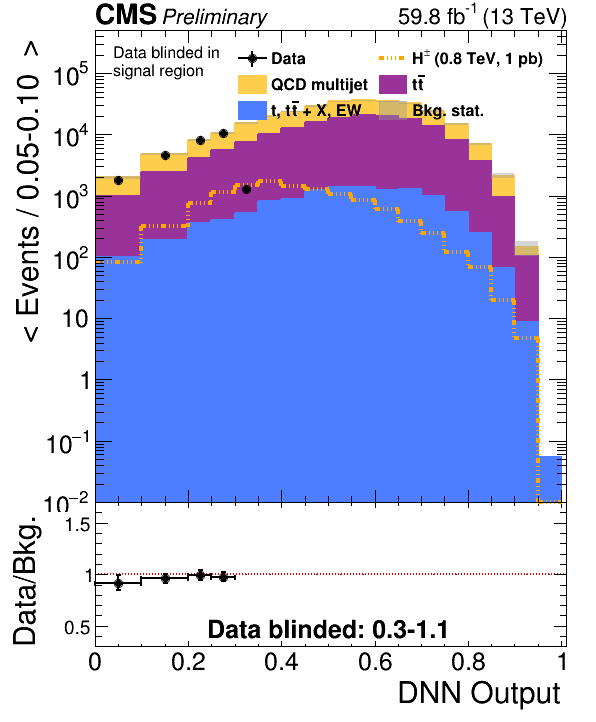 CMS Preliminary 59.8 fb⁻¹ (13 TeV)
Data blinded in
signal region
Data
H± (0.8 TeV, 1 pb)
QCD multijet
tt̄
t, tt̄ + X, EW
Bkg. stat.
< Events / 0.05-0.10 >
10⁵
10⁴
10³
10²
10
1
10⁻¹
10⁻²
Data/Bkg.
1.5
1
0.5
Data blinded: 0.3-1.1
0 0.2 0.4 0.6 0.8 1
DNN Output